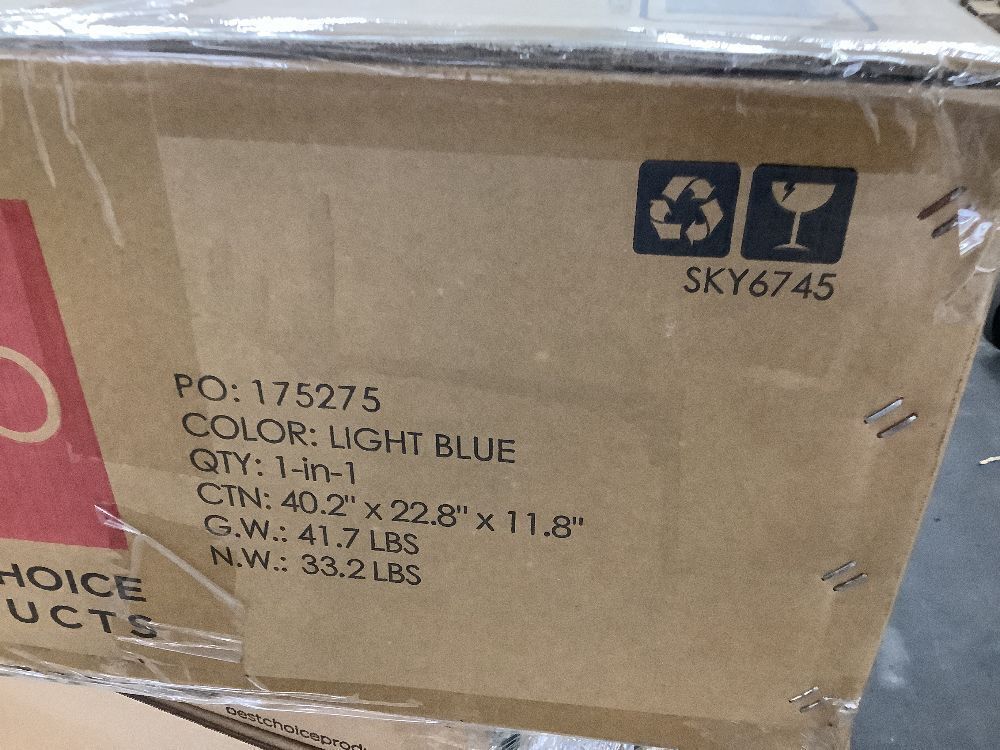 SKY6745
PO: 175275
COLOR: LIGHT BLUE
QTY: 1-in-1
CTN: 40.2" x 22.8" x 11.8"
G.W.: 41.7 LBS
N.W.: 33.2 LBS
HOICE
UCTS
bestchoiceprodu